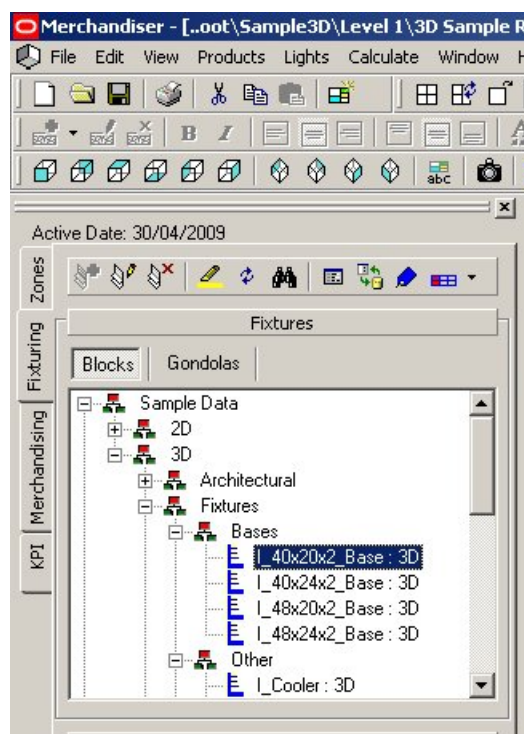 Merchandiser - [..oot\Sample3D\Level 1\3D Sample R
File Edit View Products Lights Calculate Window
B I
abc
Active Date: 30/04/2009
Zones
Fixturing
Merchandising
KPI
Fixtures
Blocks Gondolas
Sample Data
2D
3D
Architectural
Fixtures
Bases
I_40x20x2_Base : 3D
I_40x24x2_Base : 3D
I_48x20x2_Base : 3D
I_48x24x2_Base : 3D
Other
I_Cooler : 3D